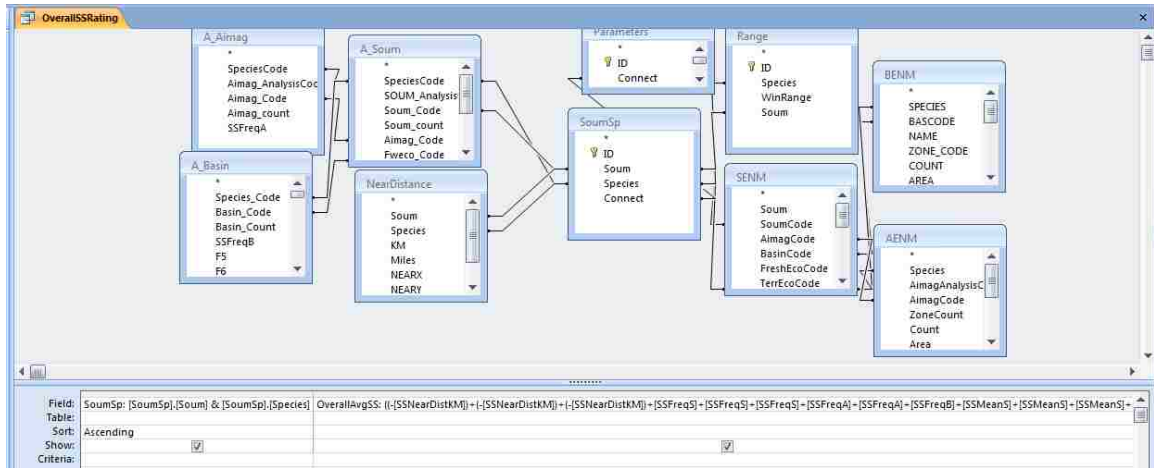 OverallSSRating
A_Aimag
*
SpeciesCode
Aimag_AnalysisCoc
Aimag_Code
Aimag_count
SSFreqA
A_Soum
*
SpeciesCode
SOUM_Analysis
Soum_Code
Soum_count
Aimag_Code
Fweco_Code
A_Basin
*
Species_Code
Basin_Code
Basin_Count
SSFreqB
F5
F6
NearDistance
*
Soum
Species
KM
Miles
NEARX
NEARY
Parameters
*
ID
Connect
SoumSp
*
ID
Soum
Species
Connect
Range
*
ID
Species
WinRange
Soum
SENM
*
Soum
SoumCode
AimagCode
BasinCode
FreshEcoCode
TerrEcoCode
BENM
*
SPECIES
BASCODE
NAME
ZONE_CODE
COUNT
AREA
AENM
*
Species
AimagAnalysisC
AimagCode
ZoneCount
Count
Area
Field: SoumSp: [SoumSp].[Soum] & [SoumSp].[Species] OverallAvgSS: ((-[SSNearDistKM])+(-[SSNearDistKM])+(-[SSNearDistKM])+[SSFreqS]+[SSFreqS]+[SSFreqS]+[SSFreqA]+[SSFreqA]+[SSFreqB]+[SSMeanS]+[SSMeanS]+[SSMeanS]+
Table:
Sort: Ascending
Show:
Criteria: